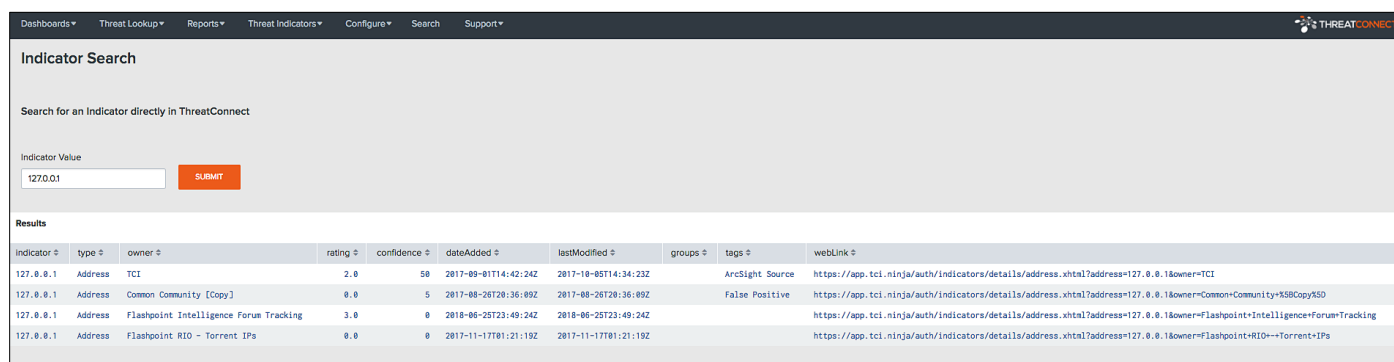 Dashboards▾ Threat Lookup▾ Reports▾ Threat Indicators▾ Configure▾ Search Support▾ THREATCONNEC
Indicator Search
Search for an Indicator directly in ThreatConnect
Indicator Value
127.0.0.1 SUBMIT
Results
indicator type owner rating confidence dateAdded lastModified groups tags webLink
127.0.0.1 Address TCI 2.0 50 2017-09-01T14:42:24Z 2017-10-05T14:34:23Z ArcSight Source https://app.tci.ninja/auth/indicators/details/address.xhtml?address=127.0.0.1&owner=TCI
127.0.0.1 Address Common Community [Copy] 0.0 5 2017-08-26T20:36:09Z 2017-08-26T20:36:09Z False Positive https://app.tci.ninja/auth/indicators/details/address.xhtml?address=127.0.0.1&owner=Common+Community+%5BCopy%5D
127.0.0.1 Address Flashpoint Intelligence Forum Tracking 3.0 0 2018-06-25T23:49:24Z 2018-06-25T23:49:24Z https://app.tci.ninja/auth/indicators/details/address.xhtml?address=127.0.0.1&owner=Flashpoint+Intelligence+Forum+Tracking
127.0.0.1 Address Flashpoint RIO - Torrent IPs 0.0 0 2017-11-17T01:21:19Z 2017-11-17T01:21:19Z https://app.tci.ninja/auth/indicators/details/address.xhtml?address=127.0.0.1&owner=Flashpoint+RIO+-+Torrent+IPs